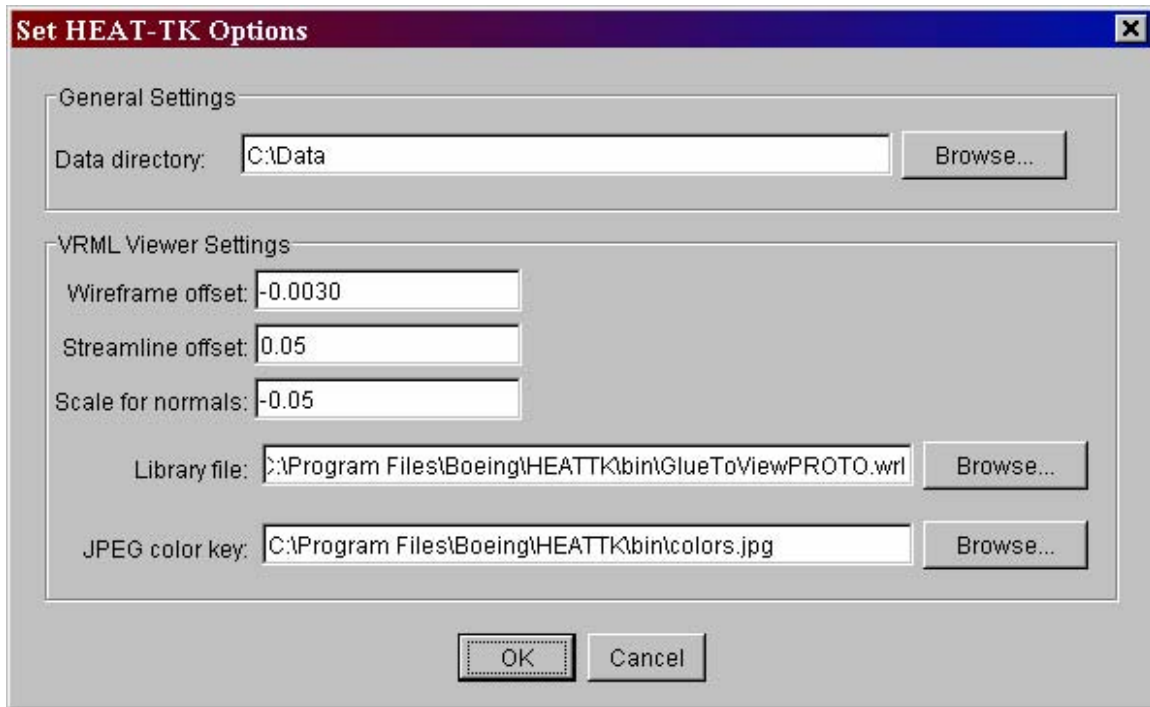 Set HEAT-TK Options
General Settings
Data directory: C:\Data Browse...
VRML Viewer Settings
Wireframe offset: -0.0030
Streamline offset: 0.05
Scale for normals: -0.05
Library file: C:\Program Files\Boeing\HEATTK\bin\GlueToViewPROTO.wrl Browse...
JPEG color key: C:\Program Files\Boeing\HEATTK\bin\colors.jpg Browse...
OK Cancel